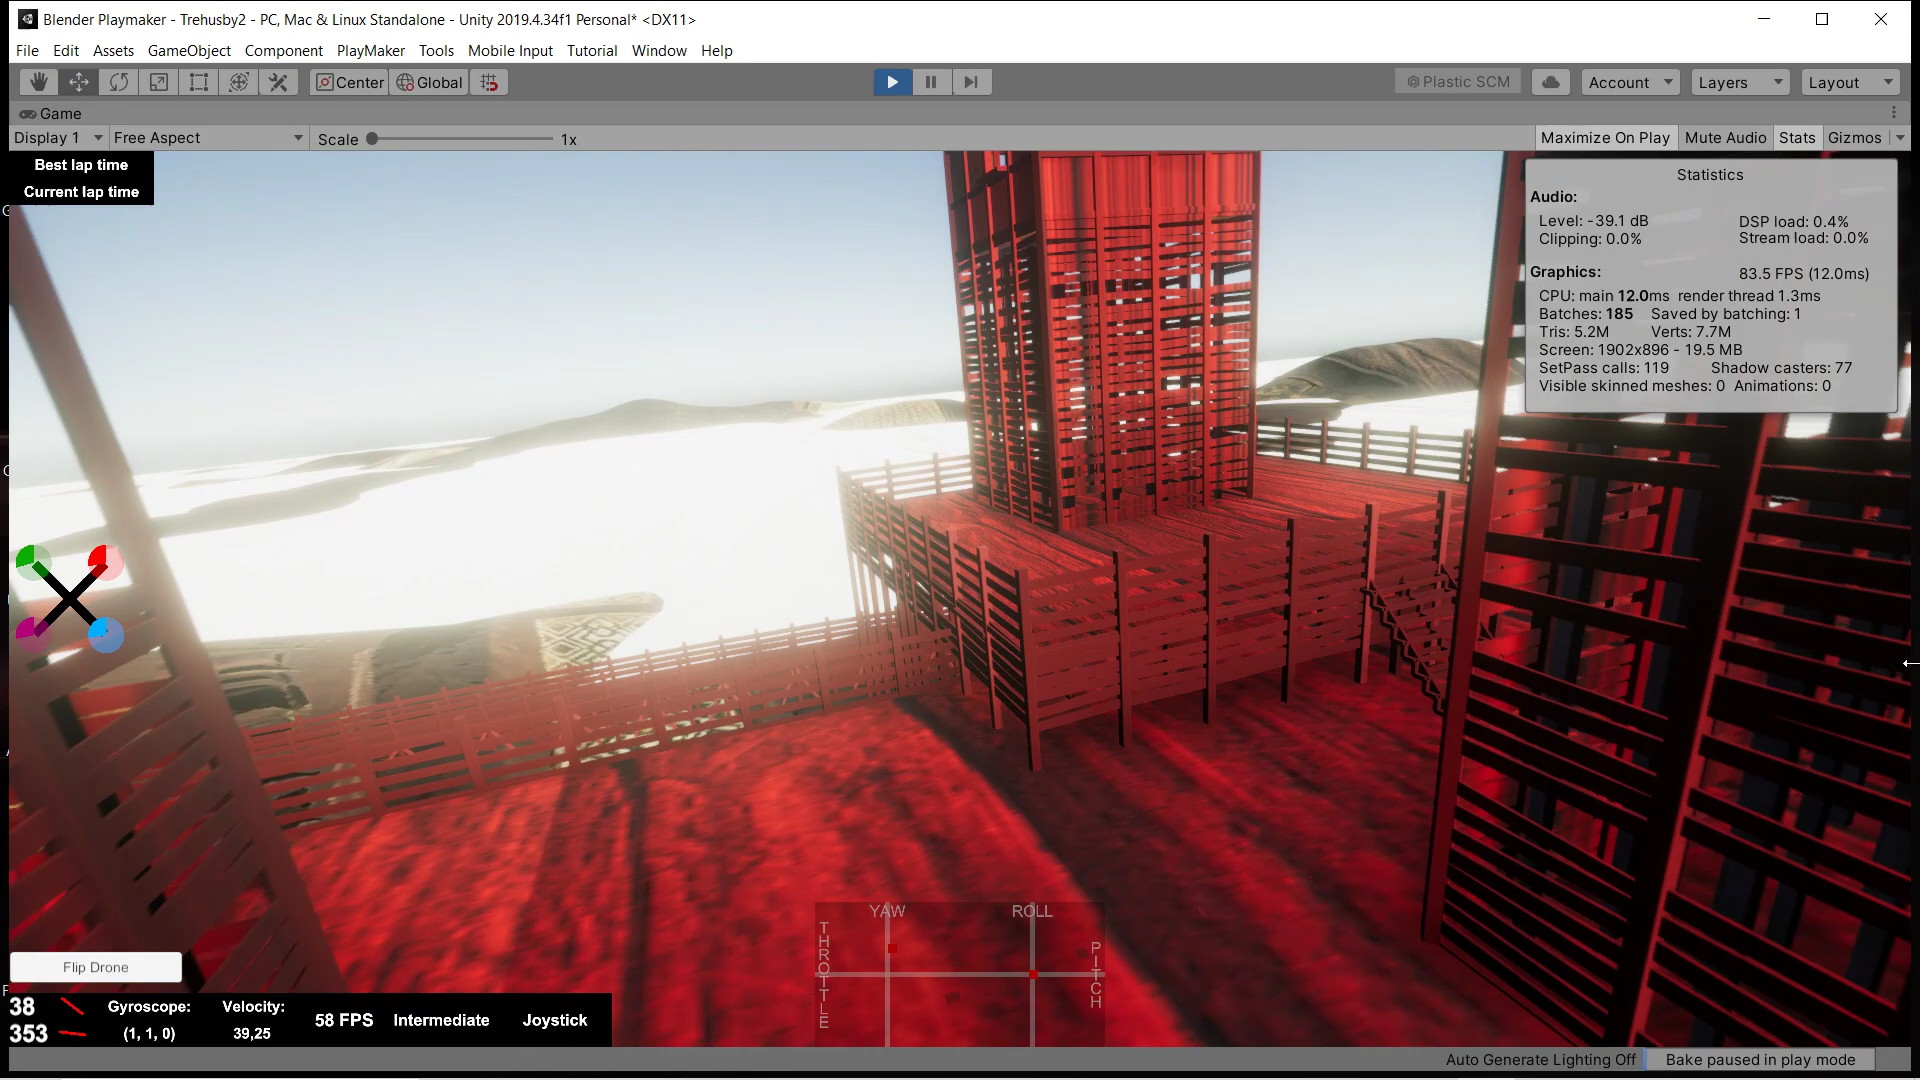 Blender Playmaker - Trehusby2 - PC, Mac & Linux Standalone - Unity 2019.4.34f1 Personal* <DX11>
File Edit Assets GameObject Component PlayMaker Tools Mobile Input Tutorial Window Help
Center Global Plastic SCM Account Layers Layout
Game
Display 1 Free Aspect Scale 1x Maximize On Play Mute Audio Stats Gizmos
Best lap time
Current lap time
Statistics
Audio:
Level: -39.1 dB DSP load: 0.4%
Clipping: 0.0% Stream load: 0.0%
Graphics: 83.5 FPS (12.0ms)
CPU: main 12.0ms render thread 1.3ms
Batches: 185 Saved by batching: 1
Tris: 5.2M Verts: 7.7M
Screen: 1902x896 - 19.5 MB
SetPass calls: 119 Shadow casters: 77
Visible skinned meshes: 0 Animations: 0
YAW ROLL
THROTTLE
PITCH
Flip Drone
38 Gyroscope: Velocity:
58 FPS Intermediate Joystick
353 (1, 1, 0) 39,25
Auto Generate Lighting Off Bake paused in play mode